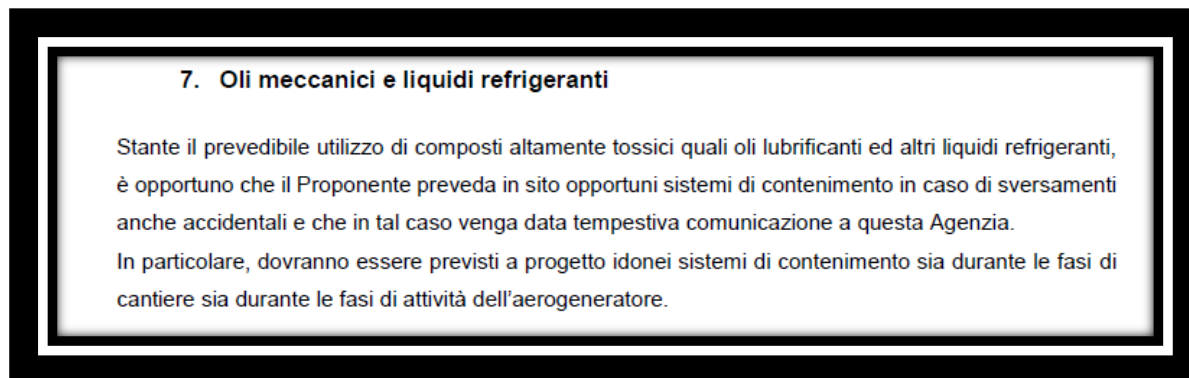 7. Oli meccanici e liquidi refrigeranti
Stante il prevedibile utilizzo di composti altamente tossici quali oli lubrificanti ed altri liquidi refrigeranti,
è opportuno che il Proponente preveda in sito opportuni sistemi di contenimento in caso di sversamenti
anche accidentali e che in tal caso venga data tempestiva comunicazione a questa Agenzia.
In particolare, dovranno essere previsti a progetto idonei sistemi di contenimento sia durante le fasi di
cantiere sia durante le fasi di attività dell'aerogeneratore.